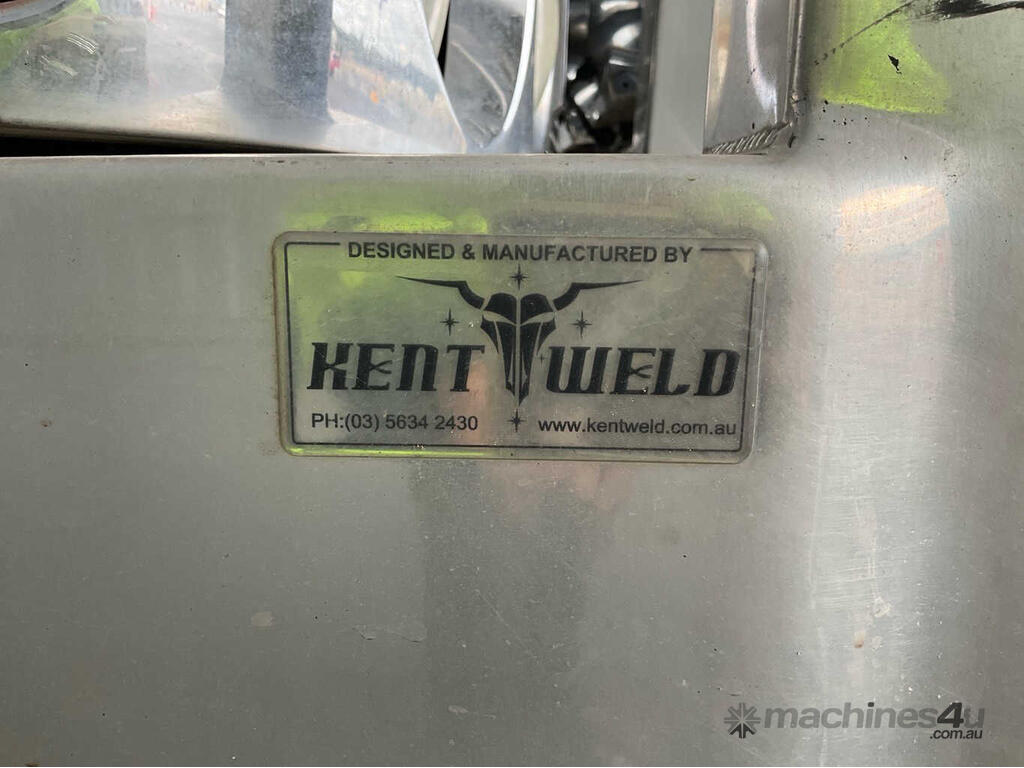 DESIGNED & MANUFACTURED BY
KENT WELD
PH:(03) 5634 2430 www.kentweld.com.au
machines4u
.com.au